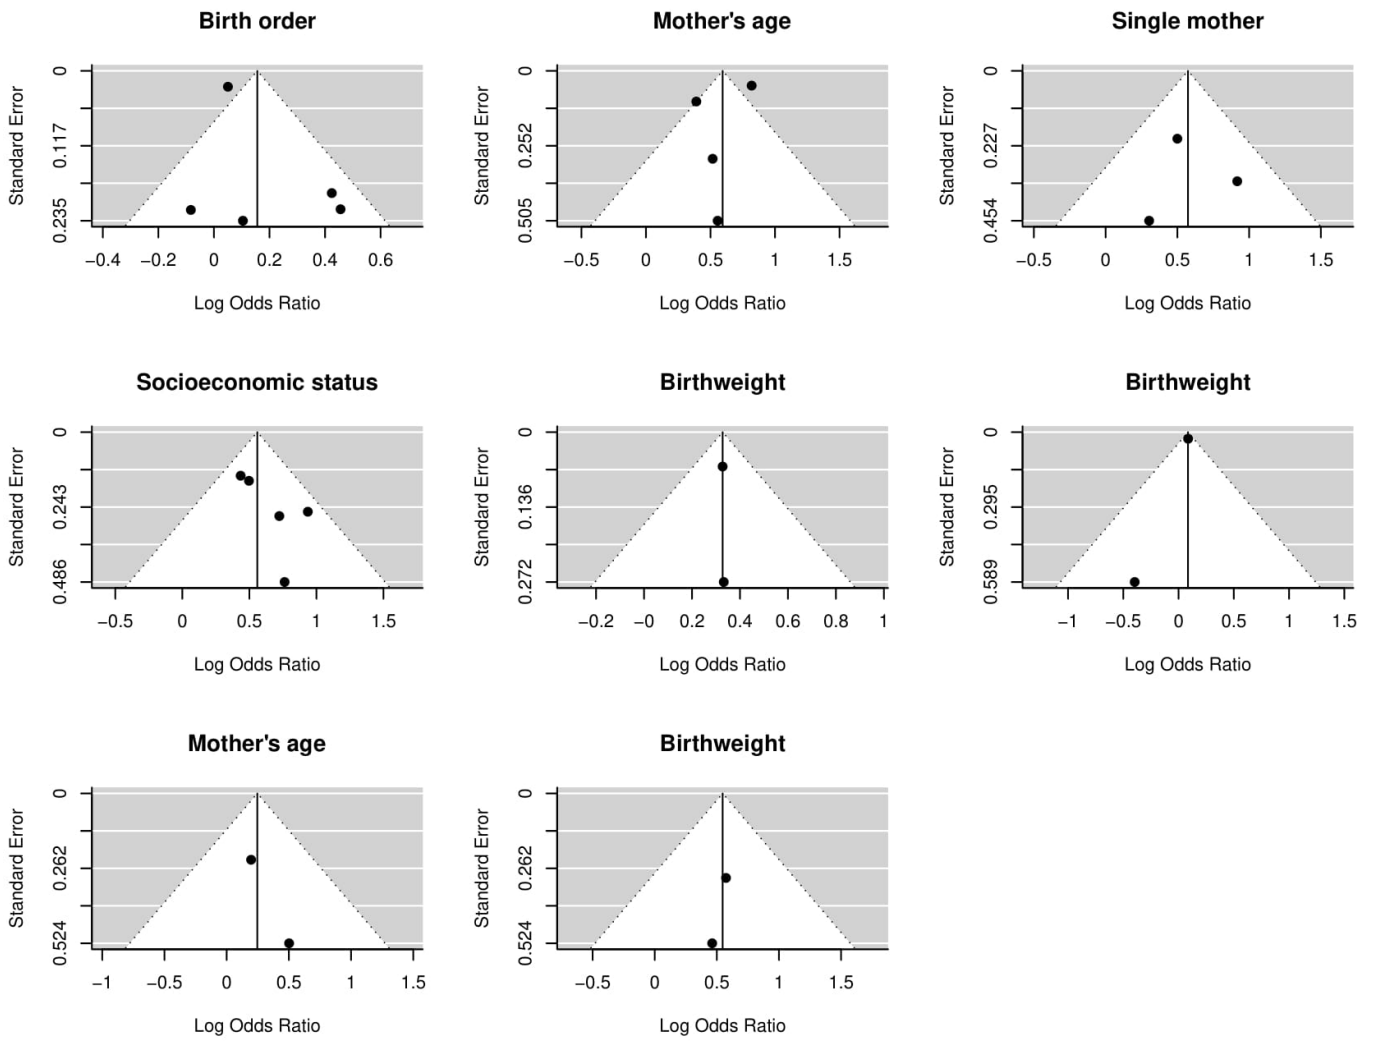 Birth order
Standard Error
0
0.117
0.235
−0.4 −0.2 0 0.2 0.4 0.6
Log Odds Ratio
Mother's age
Standard Error
0
0.252
0.505
−0.5 0 0.5 1 1.5
Log Odds Ratio
Single mother
Standard Error
0
0.227
0.454
−0.5 0 0.5 1 1.5
Log Odds Ratio
Socioeconomic status
Standard Error
0
0.243
0.486
−0.5 0 0.5 1 1.5
Log Odds Ratio
Birthweight
Standard Error
0
0.136
0.272
−0.2 −0 0.2 0.4 0.6 0.8 1
Log Odds Ratio
Birthweight
Standard Error
0
0.295
0.589
−1 −0.5 0 0.5 1 1.5
Log Odds Ratio
Mother's age
Standard Error
0
0.262
0.524
−1 −0.5 0 0.5 1 1.5
Log Odds Ratio
Birthweight
Standard Error
0
0.262
0.524
−0.5 0 0.5 1 1.5
Log Odds Ratio